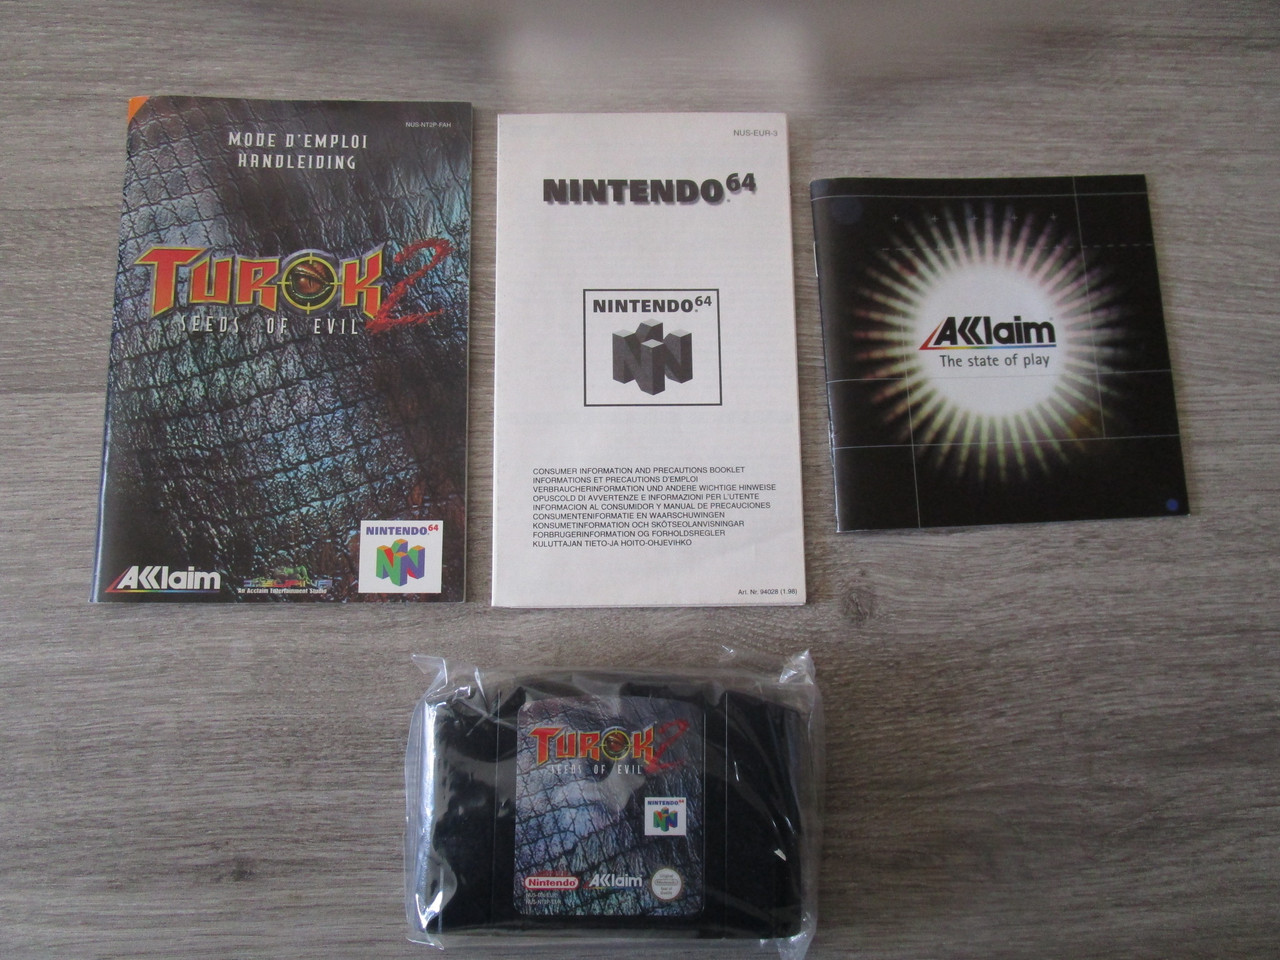 NUS-NT2P-FAH
MODE D'EMPLOI
HANDLEIDING
TUROK 2
SEEDS OF EVIL
NINTENDO64
AKKlaim
An Acclaim Entertainment Studio
NUS-EUR-3
NINTENDO64
NINTENDO64
CONSUMER INFORMATION AND PRECAUTIONS BOOKLET
INFORMATIONS ET PRECAUTIONS D'EMPLOI
VERBRAUCHERINFORMATION UND ANDERE WICHTIGE HINWEISE
OPUSCOLO DI AVVERTENZE E INFORMAZIONI PER L'UTENTE
INFORMACION AL CONSUMIDOR Y MANUAL DE PRECAUCIONES
CONSUMENTENINFORMATIE EN WAARSCHUWINGEN
KONSUMETINFORMATION OCH SKÖTSEOLANVISNINGAR
FORBRUGERINFORMATION OG FORHOLDSREGLER
KULUTTAJAN TIETO-JA HOITO-OHJEVIHKO
Art. Nr. 94028 (1.98)
AKKlaim
The state of play
TUROK 2
SEEDS OF EVIL
NINTENDO64
Nintendo
AKKlaim